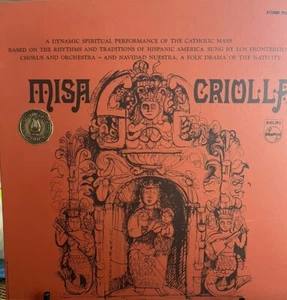 STEREO
A DYNAMIC SPIRITUAL PERFORMANCE OF THE CATHOLIC MASS
BASED ON THE RHYTHMS AND TRADITIONS OF HISPANIC AMERICA SUNG BY LOS FRONTERIZOS
CHORUS AND ORCHESTRA – AND NAVIDAD NUESTRA, A FOLK DRAMA OF THE NATIVITY
MISA CRIOLLA
PHILIPS